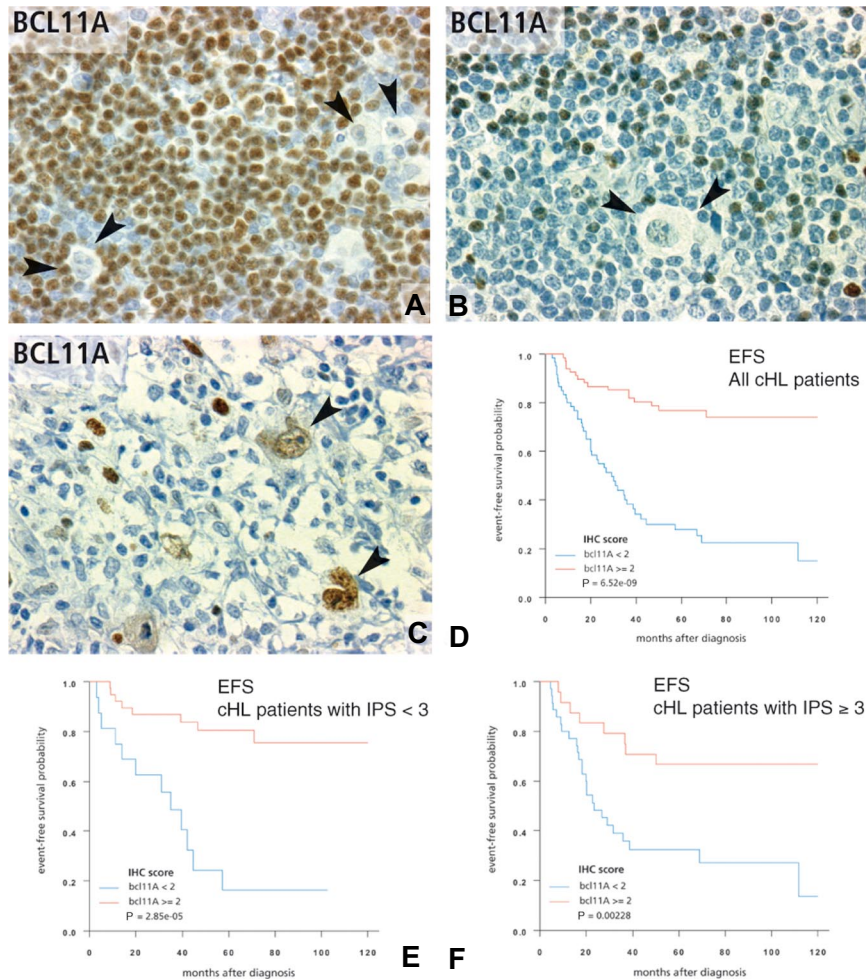 BCL11A
A
BCL11A
B
BCL11A
C
EFS
All cHL patients
event-free survival probability
1.0
0.8
0.6
0.4
0.2
0.0
IHC score
bcl11A < 2
bcl11A >= 2
P = 6.52e-09
0 20 40 60 80 100 120
months after diagnosis
D
EFS
cHL patients with IPS < 3
event-free survival probability
1.0
0.8
0.6
0.4
0.2
0.0
IHC score
bcl11A < 2
bcl11A >= 2
P = 2.85e-05
0 20 40 60 80 100 120
months after diagnosis
E
EFS
cHL patients with IPS ≥ 3
event-free survival probability
1.0
0.8
0.6
0.4
0.2
0.0
IHC score
bcl11A < 2
bcl11A >= 2
P = 0.00228
0 20 40 60 80 100 120
months after diagnosis
F